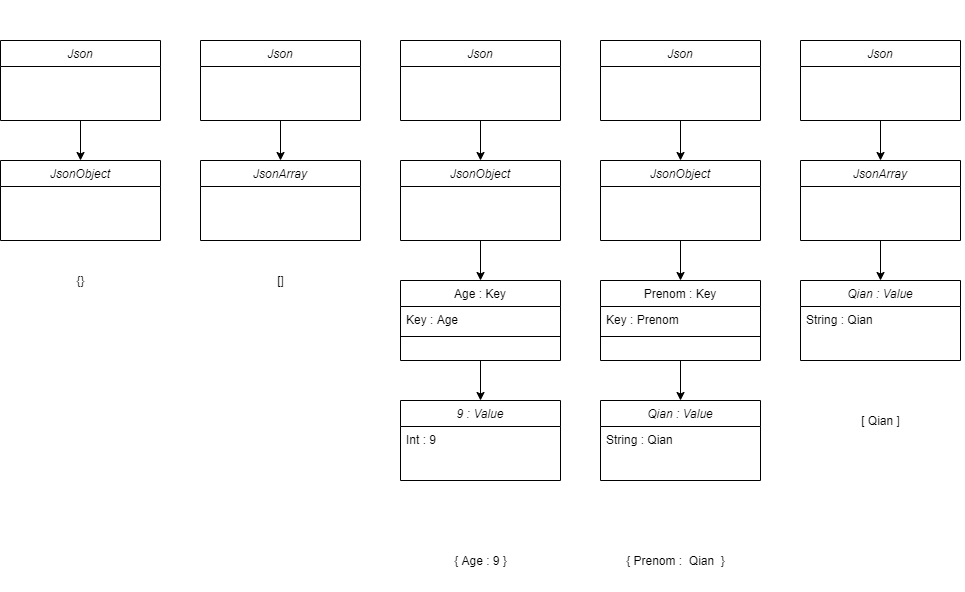 Json
Json
Json
Json
Json
JsonObject
JsonArray
JsonObject
JsonObject
JsonArray
{}
[]
Age : Key
Key : Age
Prenom : Key
Key : Prenom
Qian : Value
String : Qian
9 : Value
Int : 9
Qian : Value
String : Qian
[ Qian ]
{ Age : 9 }
{ Prenom :  Qian  }